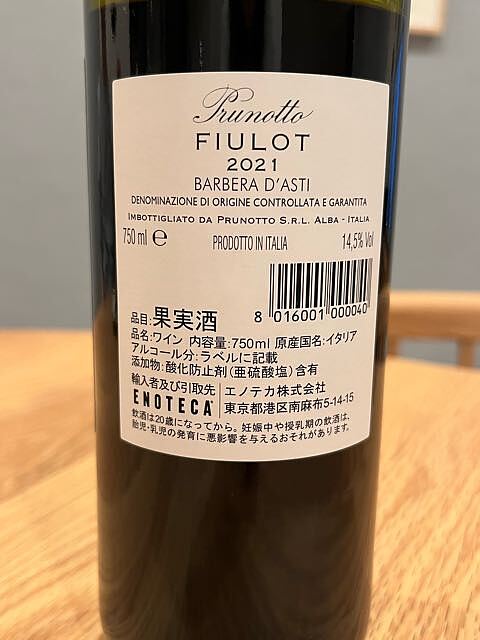 Prunotto
FIULOT
2021
BARBERA D'ASTI
DENOMINAZIONE DI ORIGINE CONTROLLATA E GARANTITA
IMBOTTIGLIATO DA PRUNOTTO S.R.L. ALBA - ITALIA
750 ml e PRODOTTO IN ITALIA 14,5% Vol
8 016001 000040
品目:果実酒
品名:ワイン 内容量:750ml 原産国名:イタリア
アルコール分:ラベルに記載
添加物:酸化防止剤(亜硫酸塩)含有
輸入者及び引取先 エノテカ株式会社
ENOTECA 東京都港区南麻布5-14-15
飲酒は20歳になってから。妊娠中や授乳期の飲酒は、
胎児・乳児の発育に悪影響を与えるおそれがあります。